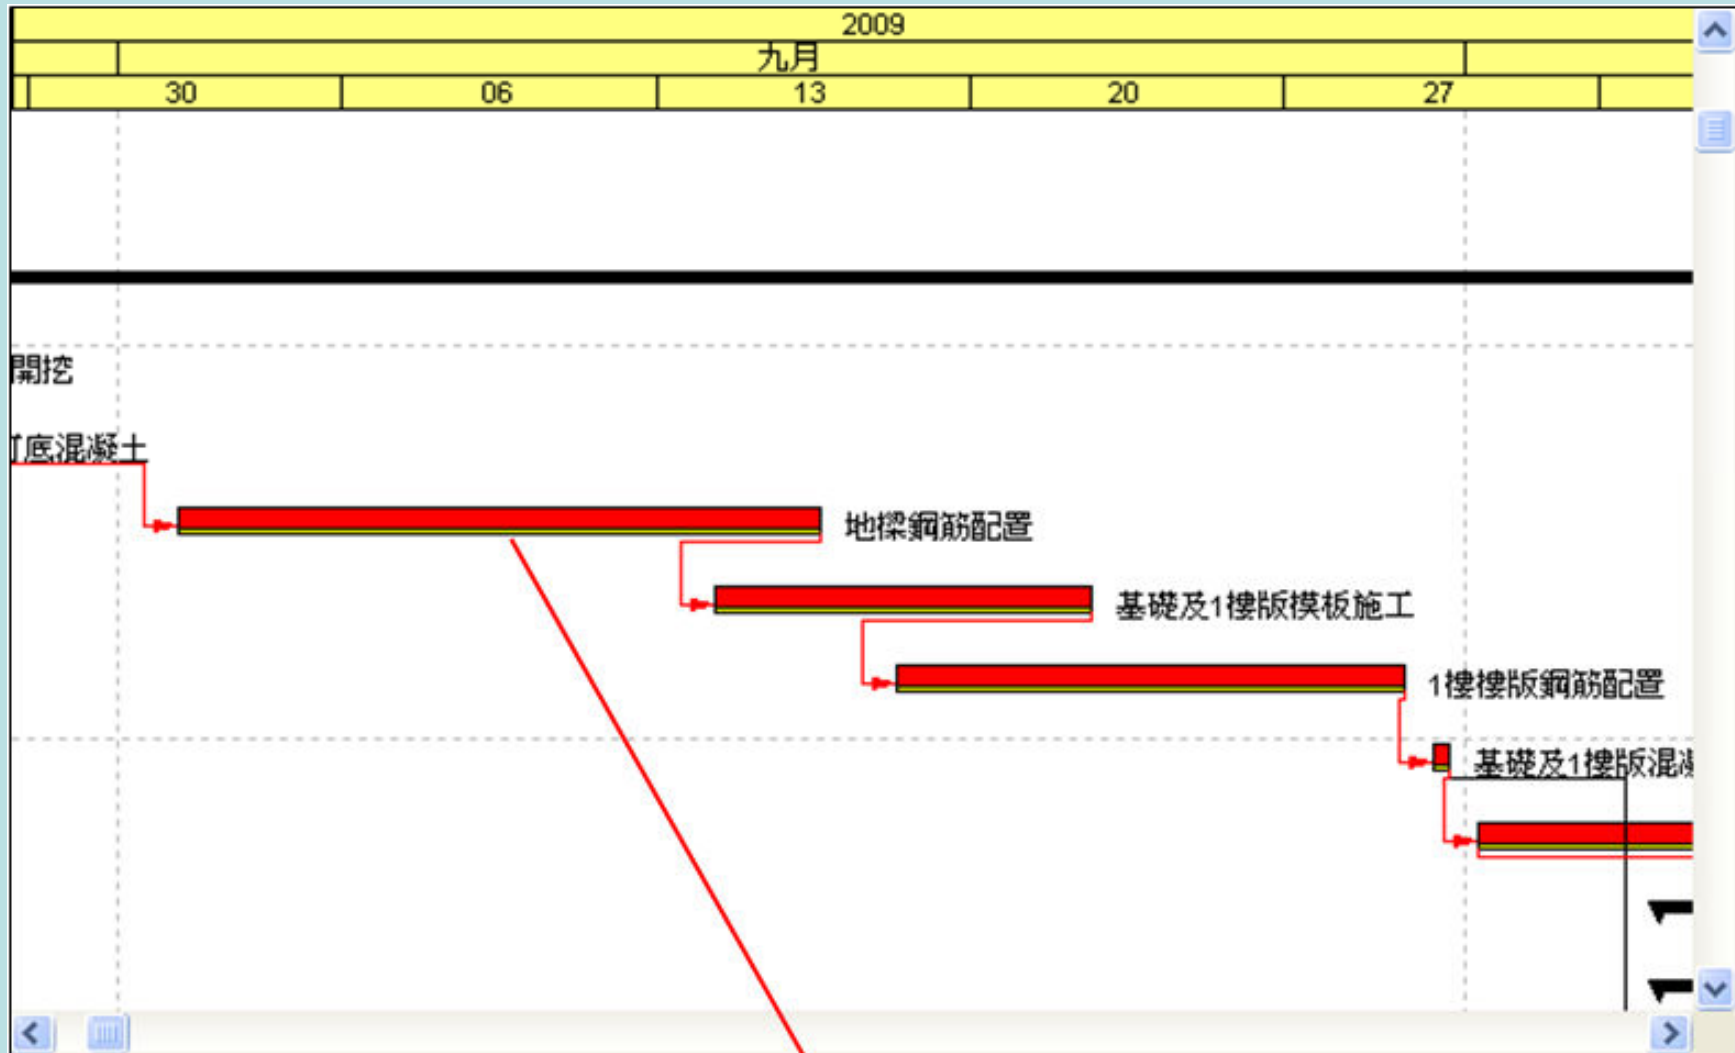 2009
九月
30 06 13 20 27
開挖
底混凝土
地樑鋼筋配置
基礎及1樓版模板施工
1樓樓版鋼筋配置
基礎及1樓版混